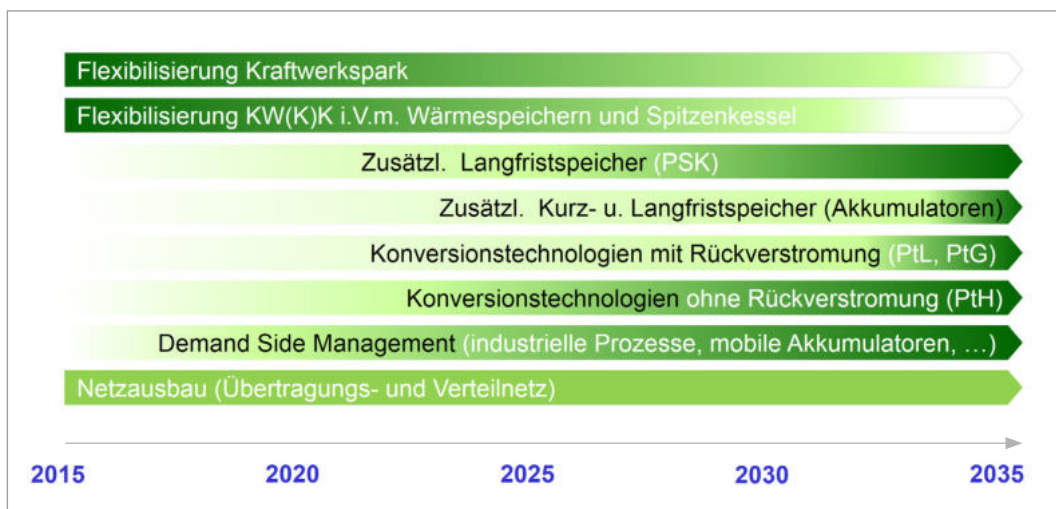 Flexibilisierung Kraftwerkspark
Flexibilisierung KW(K)K i.V.m. Wärmespeichern und Spitzenkessel
Zusätzl. Langfristspeicher (PSK)
Zusätzl. Kurz- u. Langfristspeicher (Akkumulatoren)
Konversionstechnologien mit Rückverstromung (PtL, PtG)
Konversionstechnologien ohne Rückverstromung (PtH)
Demand Side Management (industrielle Prozesse, mobile Akkumulatoren, …)
Netzausbau (Übertragungs- und Verteilnetz)
2015 2020 2025 2030 2035